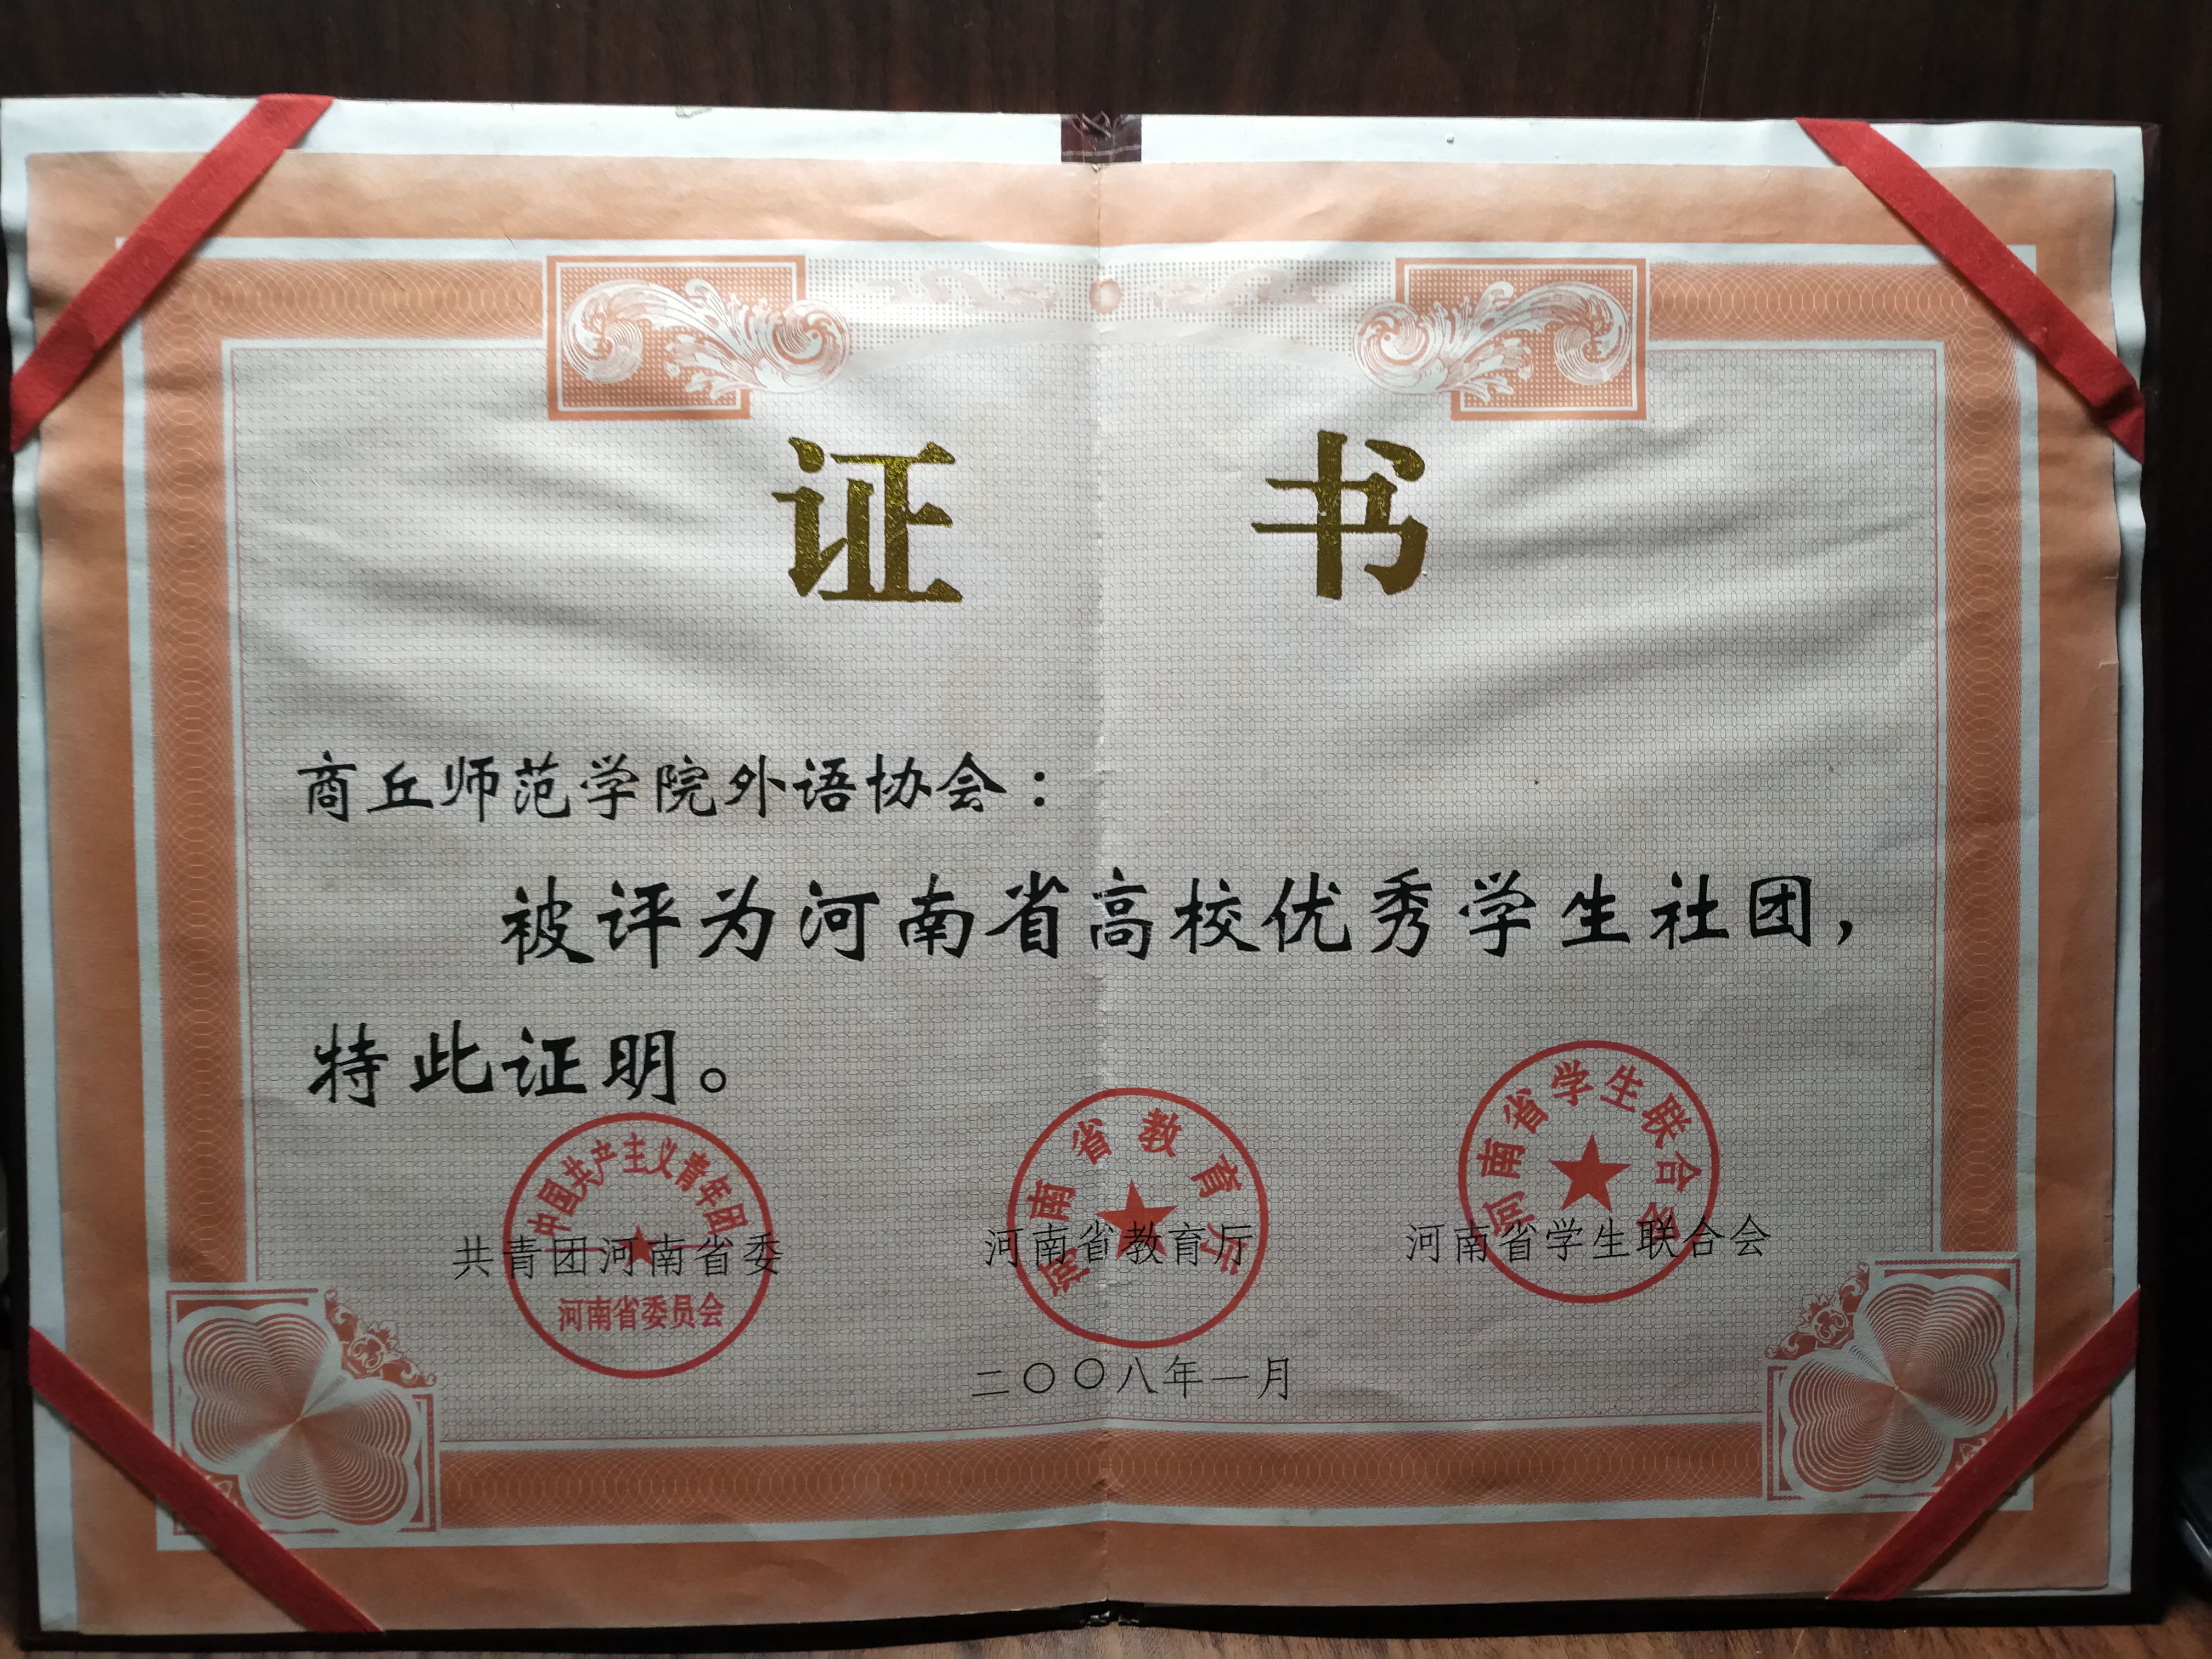 证 书
商丘师范学院外语协会：
被评为河南省高校优秀学生社团，
特此证明。
中国共产主义青年团
河南省委员会
河南省教育厅
河南省学生联合会
共青团河南省委 河南省教育厅 河南省学生联合会
二〇〇八年一月